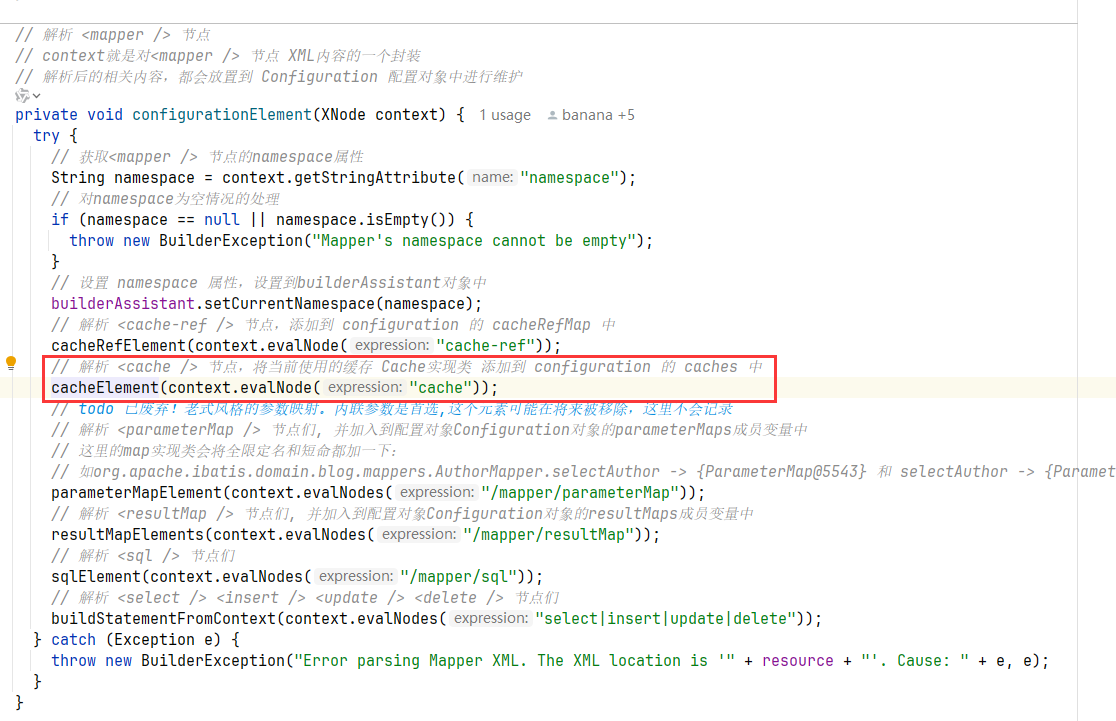 // 解析 <mapper /> 节点
// context就是对<mapper /> 节点 XML内容的一个封装
// 解析后的相关内容，都会放置到 Configuration 配置对象中进行维护
private void configurationElement(XNode context) { 1 usage banana +5
try {
// 获取<mapper /> 节点的namespace属性
String namespace = context.getStringAttribute( name: "namespace");
// 对namespace为空情况的处理
if (namespace == null || namespace.isEmpty()) {
throw new BuilderException("Mapper's namespace cannot be empty");
}
// 设置 namespace 属性，设置到builderAssistant对象中
builderAssistant.setCurrentNamespace(namespace);
// 解析 <cache-ref /> 节点，添加到 configuration 的 cacheRefMap 中
cacheRefElement(context.evalNode( expression: "cache-ref"));
// 解析 <cache /> 节点，将当前使用的缓存 Cache实现类 添加到 configuration 的 caches 中
cacheElement(context.evalNode( expression: "cache"));
// todo 已废弃！老式风格的参数映射. 内联参数是首选,这个元素可能在将来被移除，这里不会记录
// 解析 <parameterMap /> 节点们, 并加入到配置对象Configuration对象的parameterMaps成员变量中
// 这里的map实现类会将全限定名和短命都加一下：
// 如org.apache.ibatis.domain.blog.mappers.AuthorMapper.selectAuthor -> {ParameterMap@5543} 和 selectAuthor -> {Paramet
parameterMapElement(context.evalNodes( expression: "/mapper/parameterMap"));
// 解析 <resultMap /> 节点们, 并加入到配置对象Configuration对象的resultMaps成员变量中
resultMapElements(context.evalNodes( expression: "/mapper/resultMap"));
// 解析 <sql /> 节点们
sqlElement(context.evalNodes( expression: "/mapper/sql"));
// 解析 <select /> <insert /> <update /> <delete /> 节点们
buildStatementFromContext(context.evalNodes( expression: "select|insert|update|delete"));
} catch (Exception e) {
throw new BuilderException("Error parsing Mapper XML. The XML location is '" + resource + "'. Cause: " + e, e);
}
}